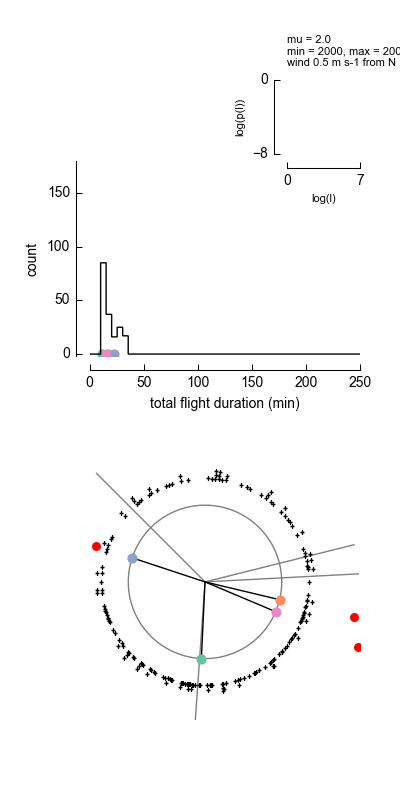 mu = 2.0
min = 2000, max = 200
wind 0.5 m s-1 from N
0
log(p(l))
−8
0 7
log(l)
150
100
count
50
0
0 50 100 150 200 250
total flight duration (min)